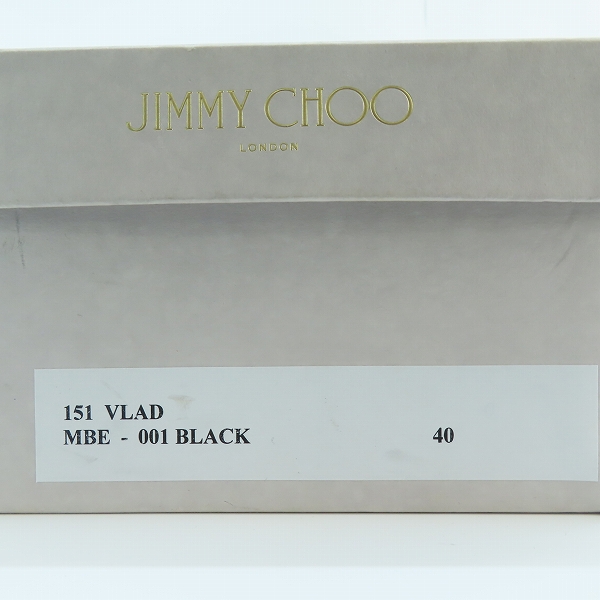 JIMMY CHOO
LONDON
151 VLAD
MBE - 001 BLACK 40